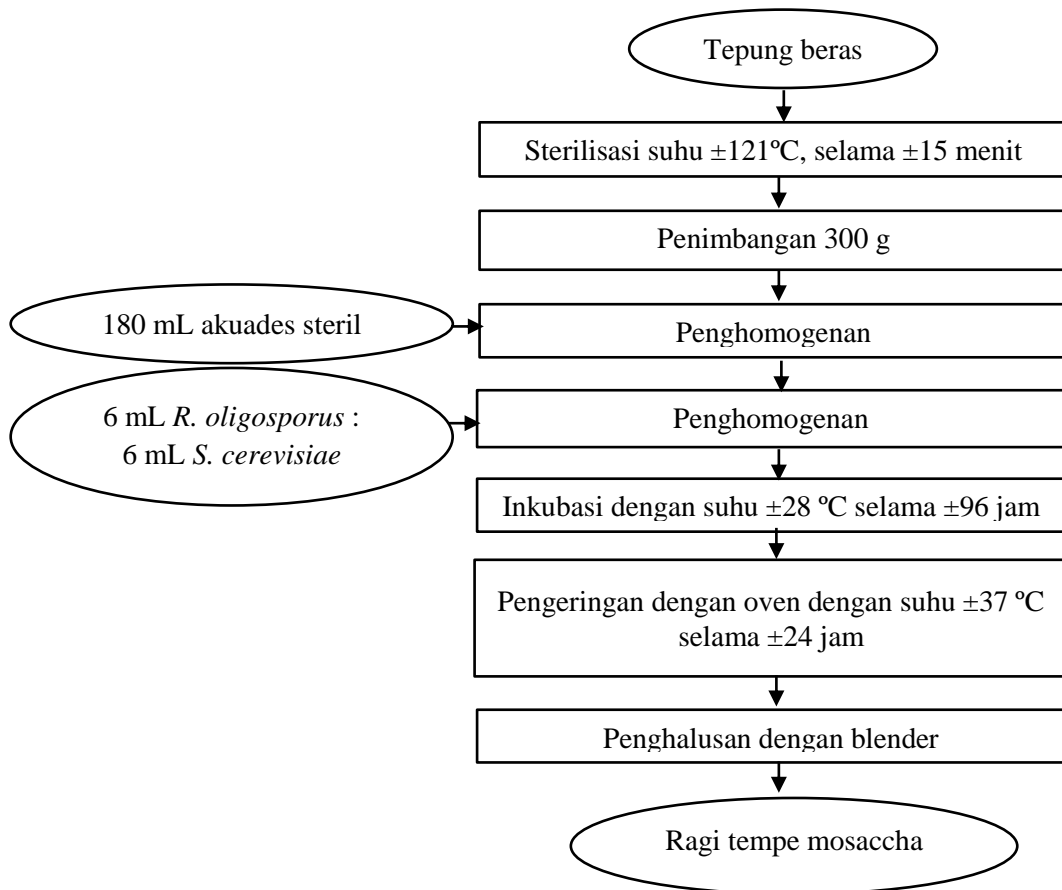 Tepung beras
Sterilisasi suhu ±121ºC, selama ±15 menit
Penimbangan 300 g
180 mL akuades steril
Penghomogenan
6 mL R. oligosporus :
6 mL S. cerevisiae
Penghomogenan
Inkubasi dengan suhu ±28 ºC selama ±96 jam
Pengeringan dengan oven dengan suhu ±37 ºC
selama ±24 jam
Penghalusan dengan blender
Ragi tempe mosaccha